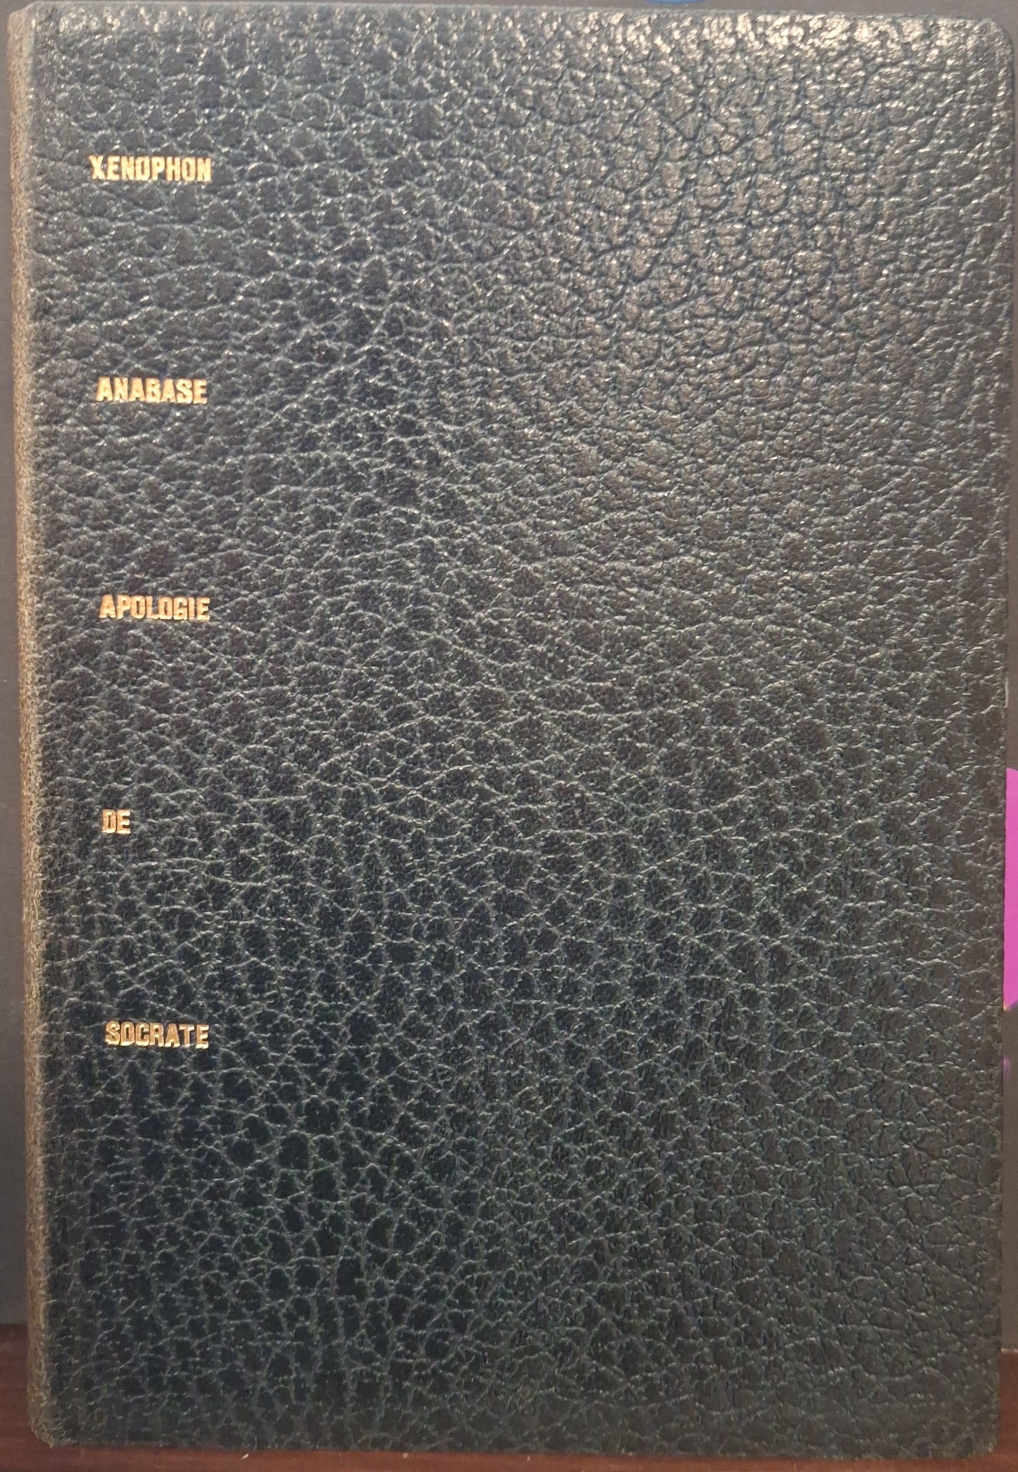 XENOPHON
ANABASE
APOLOGIE
DE
SOCRATE